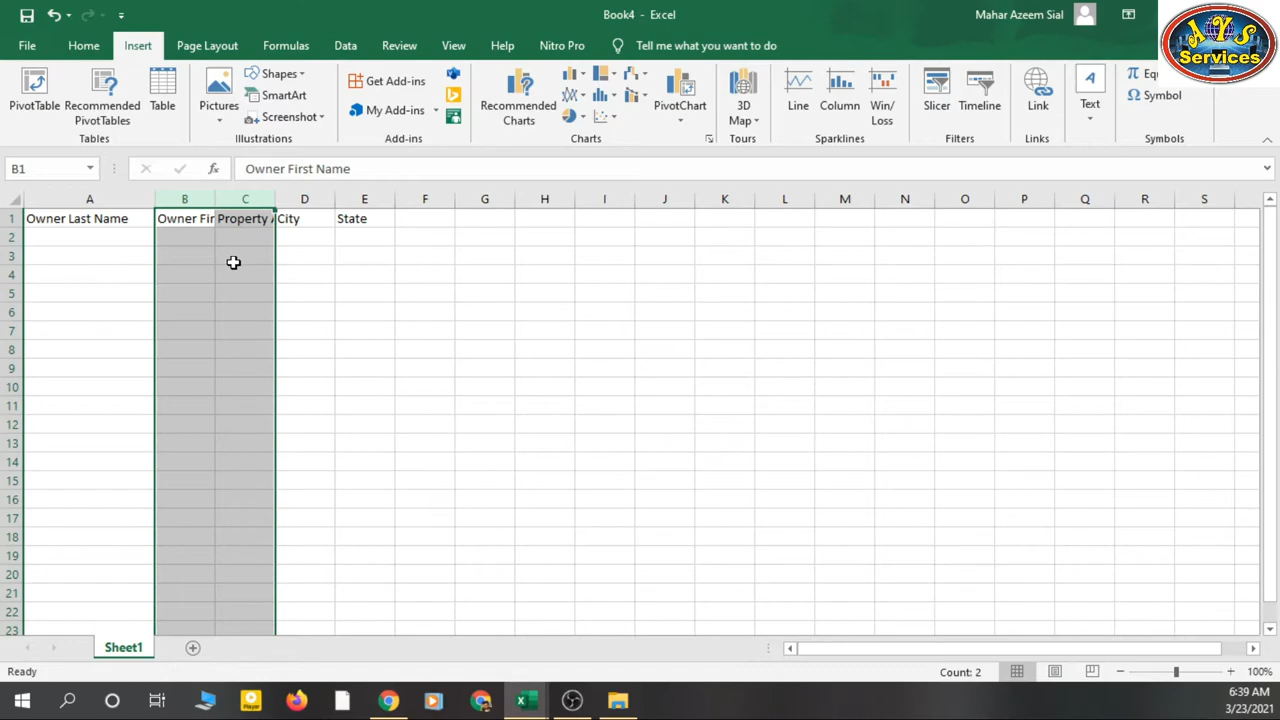 Book4 - Excel
Mahar Azeem Sial
AYS
Services
File Home Insert Page Layout Formulas Data Review View Help Nitro Pro Tell me what you want to do
PivotTable
Recommended
PivotTables
Table
Tables
Pictures
Shapes
SmartArt
Screenshot
Illustrations
Get Add-ins
My Add-ins
Add-ins
Recommended
Charts
PivotChart
Charts
3D
Map
Tours
Line
Column
Win/
Loss
Sparklines
Slicer
Timeline
Filters
Link
Links
A
Text
π
Ω Symbol
Symbols
B1 fx Owner First Name
A B C D E F G H I J K L M N O P Q R S
1 Owner Last Name Owner Fir Property A City State
2
3
4
5
6
7
8
9
10
11
12
13
14
15
16
17
18
19
20
21
22
23
Sheet1
Ready Count: 2 100%
Player
6:39 AM
3/23/2021